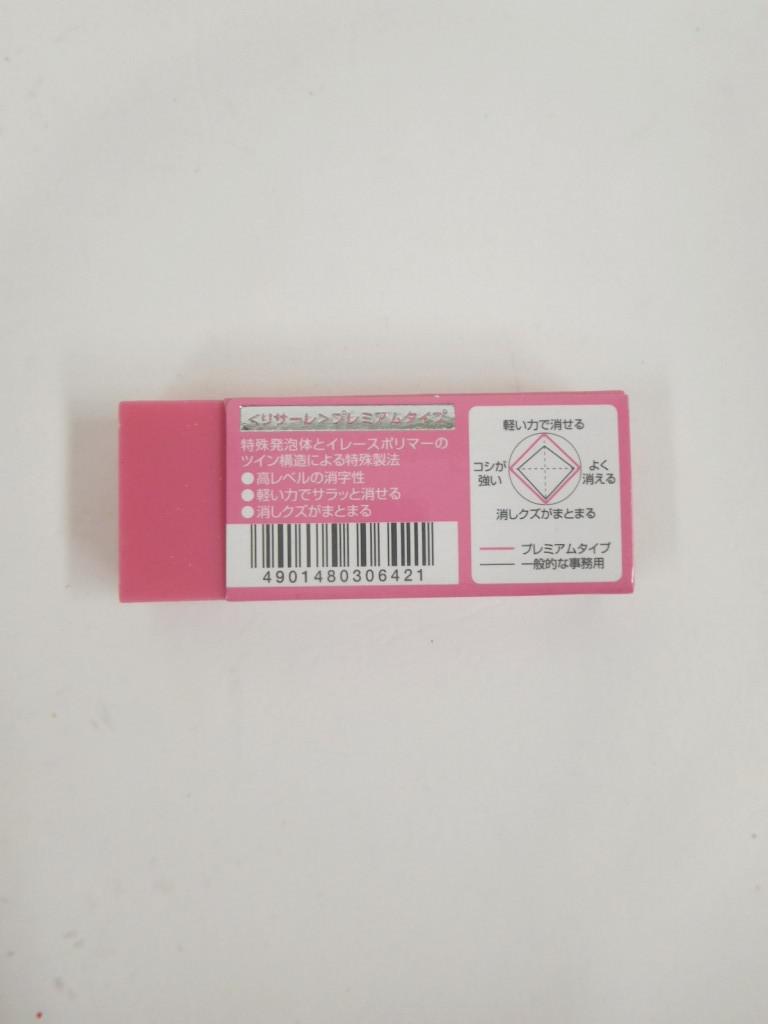 <リサーレ>プレミアムタイプ
特殊発泡体とイレースポリマーの
ツイン構造による特殊製法
●高レベルの消字性
●軽い力でサラッと消せる
●消しクズがまとまる
4901480306421
軽い力で消せる
コシが
強い
よく
消える
消しクズがまとまる
プレミアムタイプ
一般的な事務用